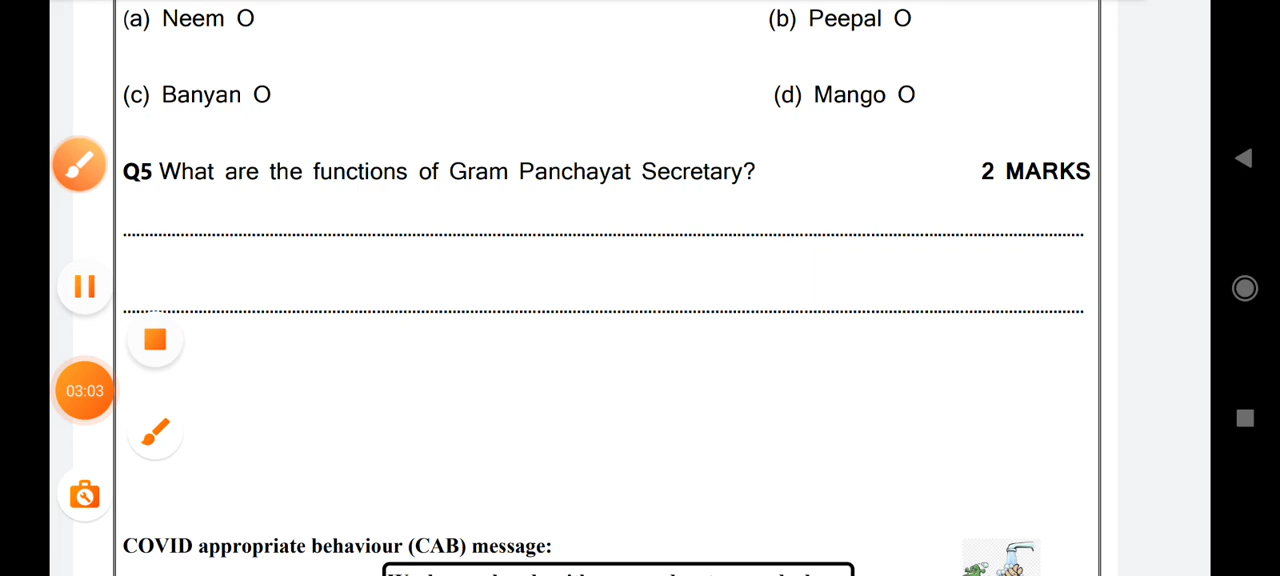 (a) Neem O (b) Peepal O
(c) Banyan O (d) Mango O
Q5 What are the functions of Gram Panchayat Secretary? 2 MARKS
03:03
COVID appropriate behaviour (CAB) message: